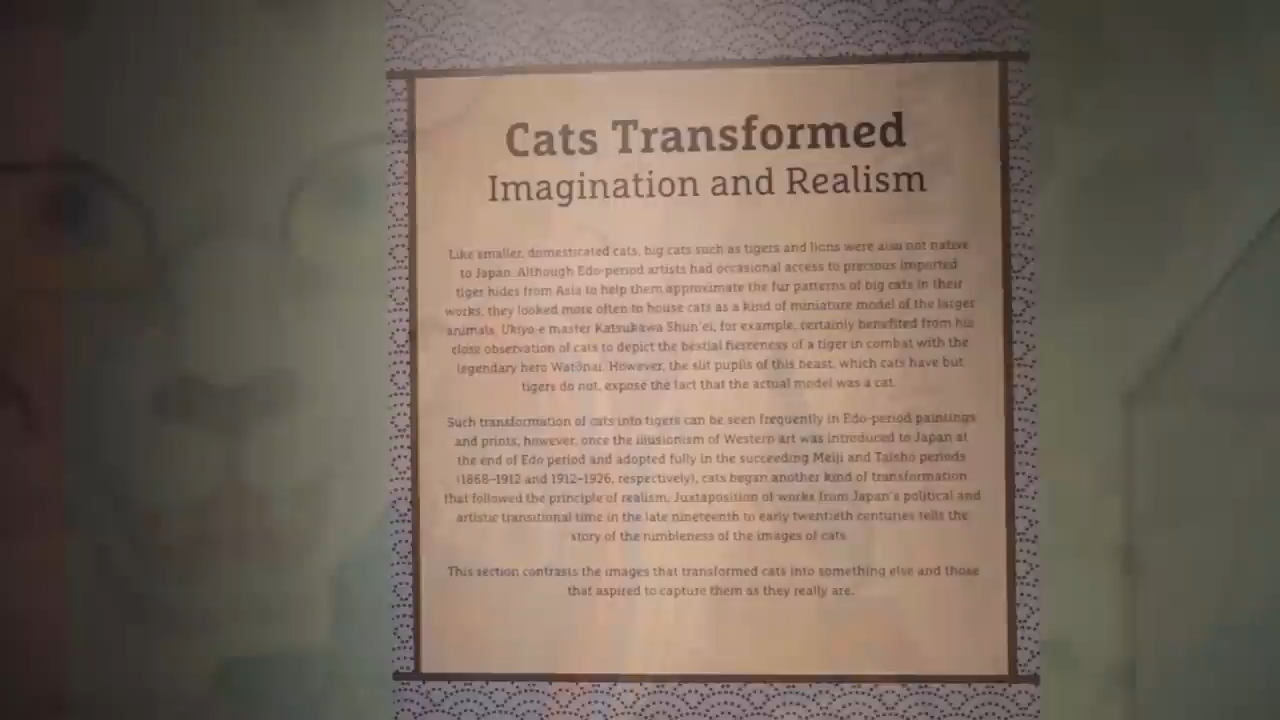 Cats Transformed
Imagination and Realism
Like smaller, domesticated cats, big cats such as tigers and lions were also not native
to Japan. Although Edo-period artists had occasional access to precious imported
tiger hides from Asia to help them approximate the fur patterns of big cats in their
works, they looked more often to house cats as a kind of miniature model of the larger
animals. Ukiyo-e master Katsukawa Shun'ei, for example, certainly benefited from his
close observation of cats to depict the bestial fierceness of a tiger in combat with the
legendary hero Watōnai. However, the slit pupils of this beast, which cats have but
tigers do not, expose the fact that the actual model was a cat.
Such transformation of cats into tigers can be seen frequently in Edo-period paintings
and prints; however, once the illusionism of Western art was introduced to Japan at
the end of Edo period and adopted fully in the succeeding Meiji and Taishō periods
(1868–1912 and 1912–1926, respectively), cats began another kind of transformation
that followed the principle of realism. Juxtaposition of works from Japan's political and
artistic transitional time in the late nineteenth to early twentieth centuries tells the
story of the nimbleness of the images of cats.
This section contrasts the images that transformed cats into something else and those
that aspired to capture them as they really are.